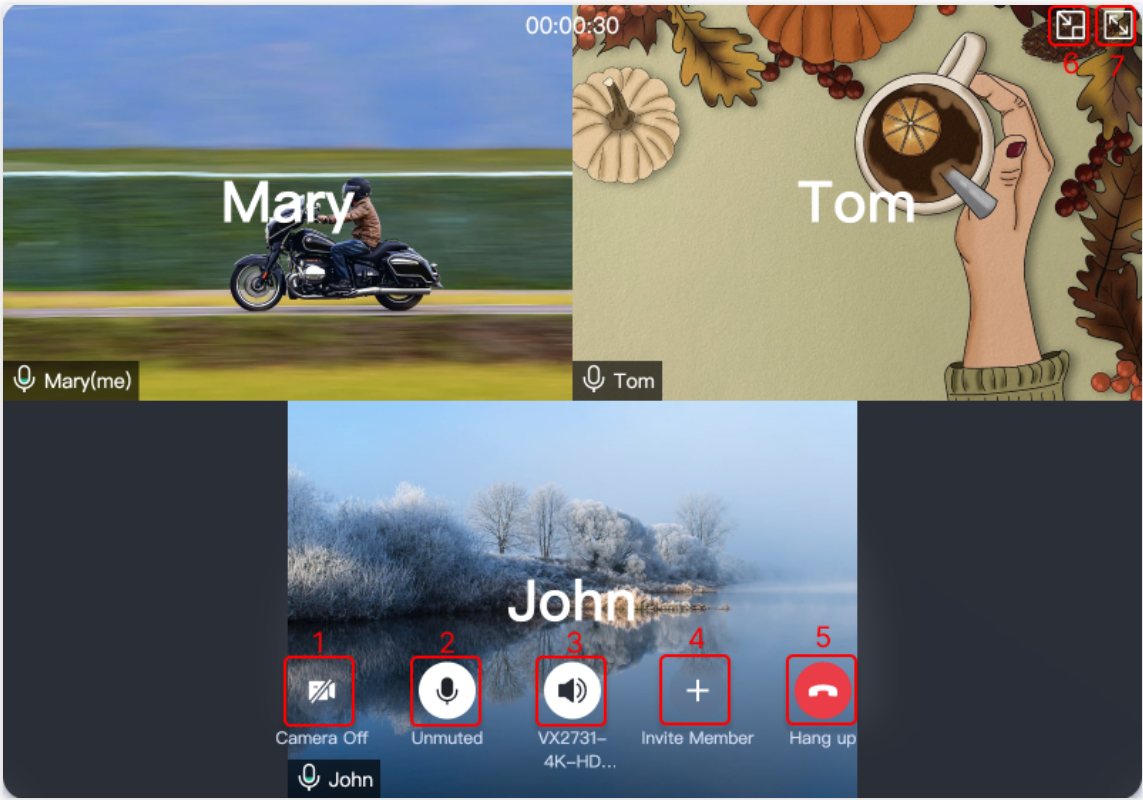 00:00:30
6
7
Mary
Tom
Mary(me)
Tom
John
1
2
3
4
5
Camera Off
Unmuted
VX2731-
4K-HD...
Invite Member
Hang up
John